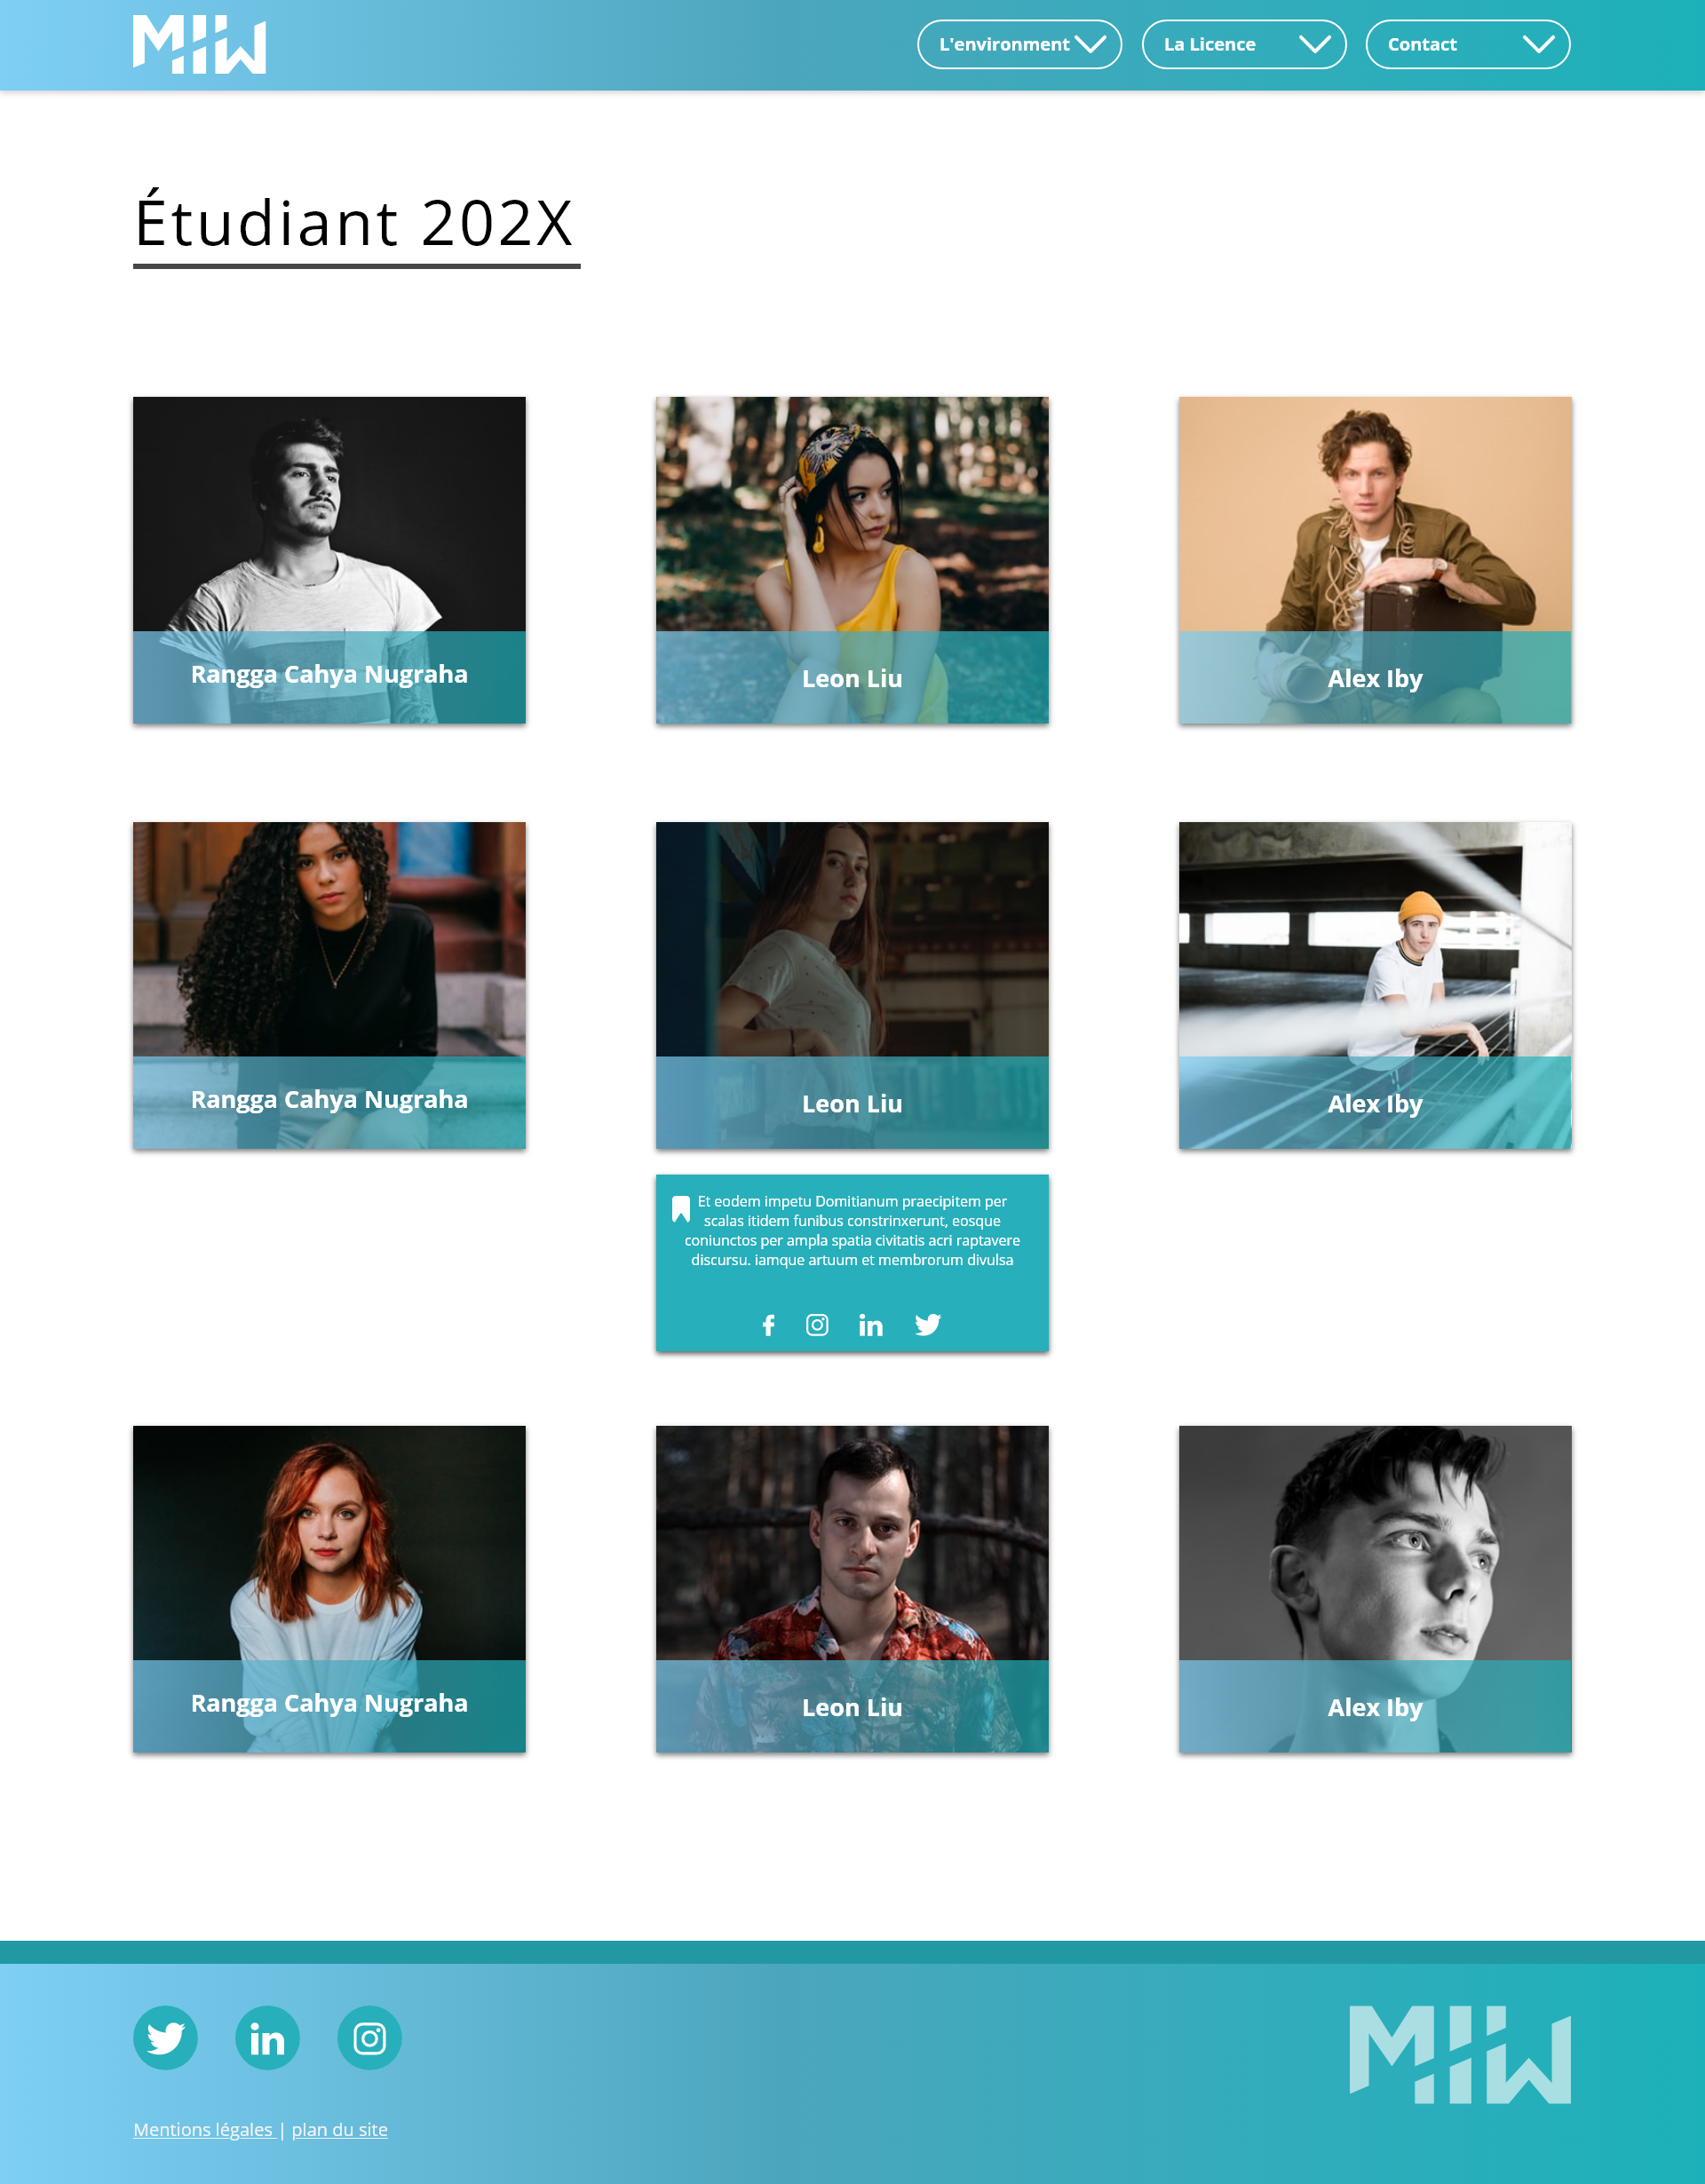 MIW
L'environment
La Licence
Contact
Étudiant 202X
Rangga Cahya Nugraha
Leon Liu
Alex Iby
Rangga Cahya Nugraha
Leon Liu
Alex Iby
Et eodem impetu Domitianum praecipitem per
scalas itidem funibus constrinxerunt, eosque
coniunctos per ampla spatia civitatis acri raptavere
discursu. iamque artuum et membrorum divulsa
Rangga Cahya Nugraha
Leon Liu
Alex Iby
MIW
Mentions légales | plan du site